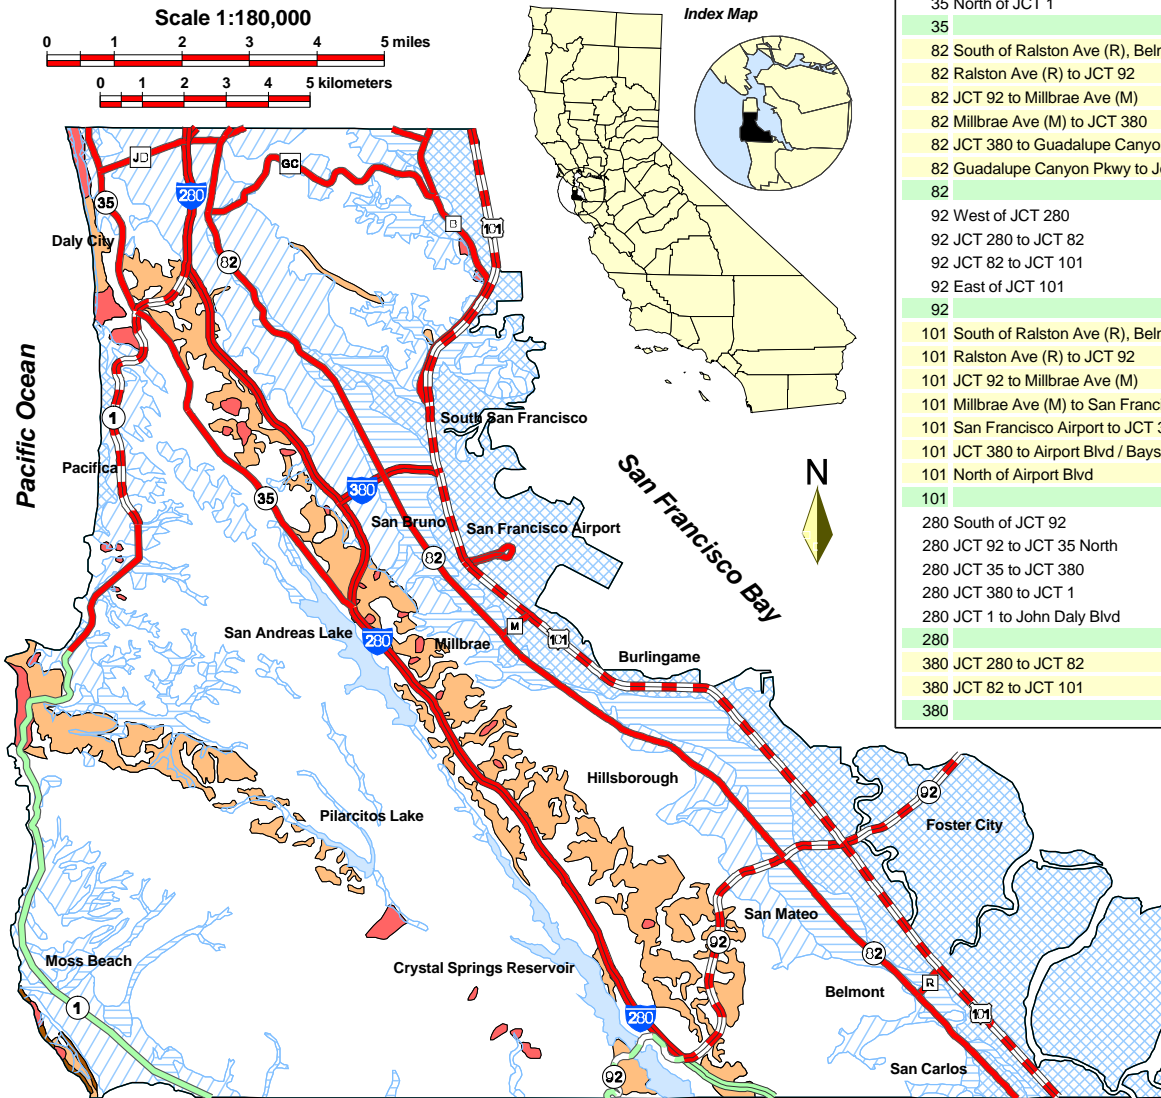 Scale 1:180,000
0 1 2 3 4 5 miles
0 1 2 3 4 5 kilometers
Index Map
35 North of JCT 1
35
82 South of Ralston Ave (R), Belm
82 Ralston Ave (R) to JCT 92
82 JCT 92 to Millbrae Ave (M)
82 Millbrae Ave (M) to JCT 380
82 JCT 380 to Guadalupe Canyo
82 Guadalupe Canyon Pkwy to J
82
92 West of JCT 280
92 JCT 280 to JCT 82
92 JCT 82 to JCT 101
92 East of JCT 101
92
101 South of Ralston Ave (R), Belm
101 Ralston Ave (R) to JCT 92
101 JCT 92 to Millbrae Ave (M)
101 Millbrae Ave (M) to San Franci
101 San Francisco Airport to JCT 3
101 JCT 380 to Airport Blvd / Bays
101 North of Airport Blvd
101
280 South of JCT 92
280 JCT 92 to JCT 35 North
280 JCT 35 to JCT 380
280 JCT 380 to JCT 1
280 JCT 1 to John Daly Blvd
280
380 JCT 280 to JCT 82
380 JCT 82 to JCT 101
380
JD
GC
280
35
B
101
Daly City
82
Pacific Ocean
1
South San Francisco
Pacifica
San Francisco Bay
N
380
35
San Bruno
San Francisco Airport
82
San Andreas Lake
280
Millbrae
M
101
Burlingame
Hillsborough
92
Pilarcitos Lake
Foster City
San Mateo
92
82
Moss Beach
Crystal Springs Reservoir
R
Belmont
1
280
101
San Carlos
92